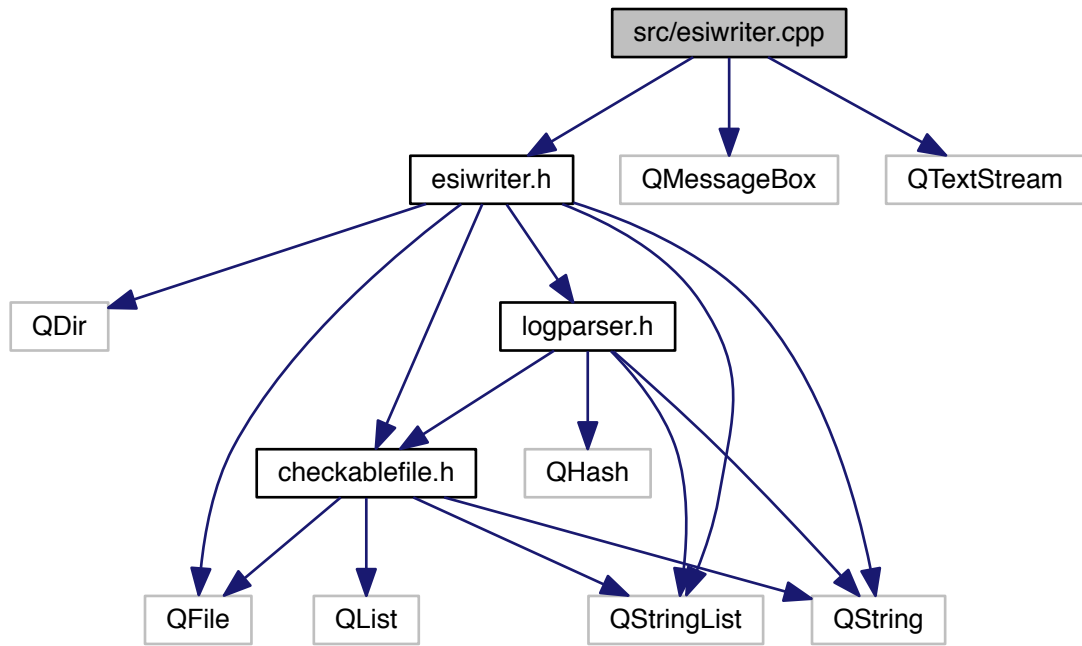 src/esiwriter.cpp
esiwriter.h
QMessageBox
QTextStream
QDir
logparser.h
checkablefile.h
QHash
QFile
QList
QStringList
QString